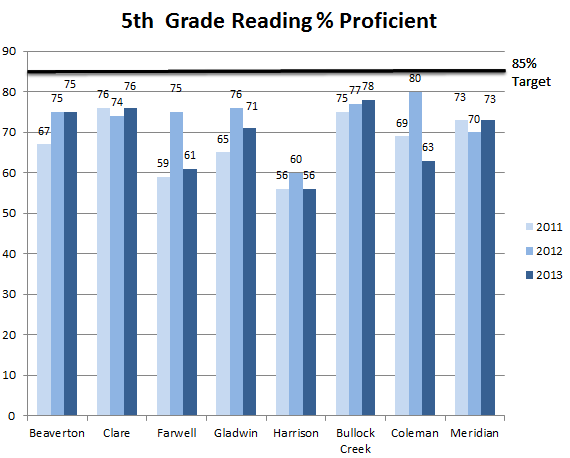 5th  Grade Reading % Proficient
85%
Target
90
80
70
60
50
40
30
20
10
0
67 75 75
76 74 76
59 75 61
65 76 71
56 60 56
75 77 78
69 80 63
73 70 73
Beaverton Clare Farwell Gladwin Harrison Bullock Coleman Meridian
Creek
2011
2012
2013